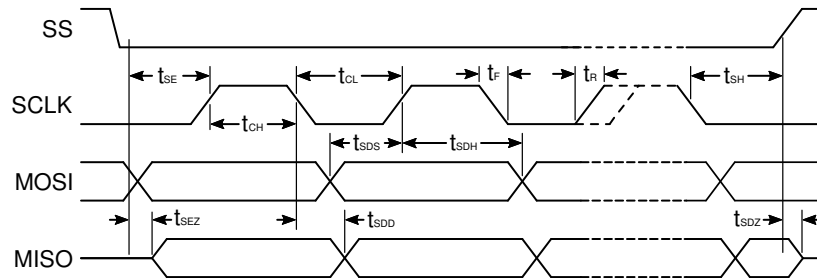 SS
tSE tCL tF tR tSH
SCLK
tCH
tSDS tSDH
MOSI
tSEZ tSDD tSDZ
MISO